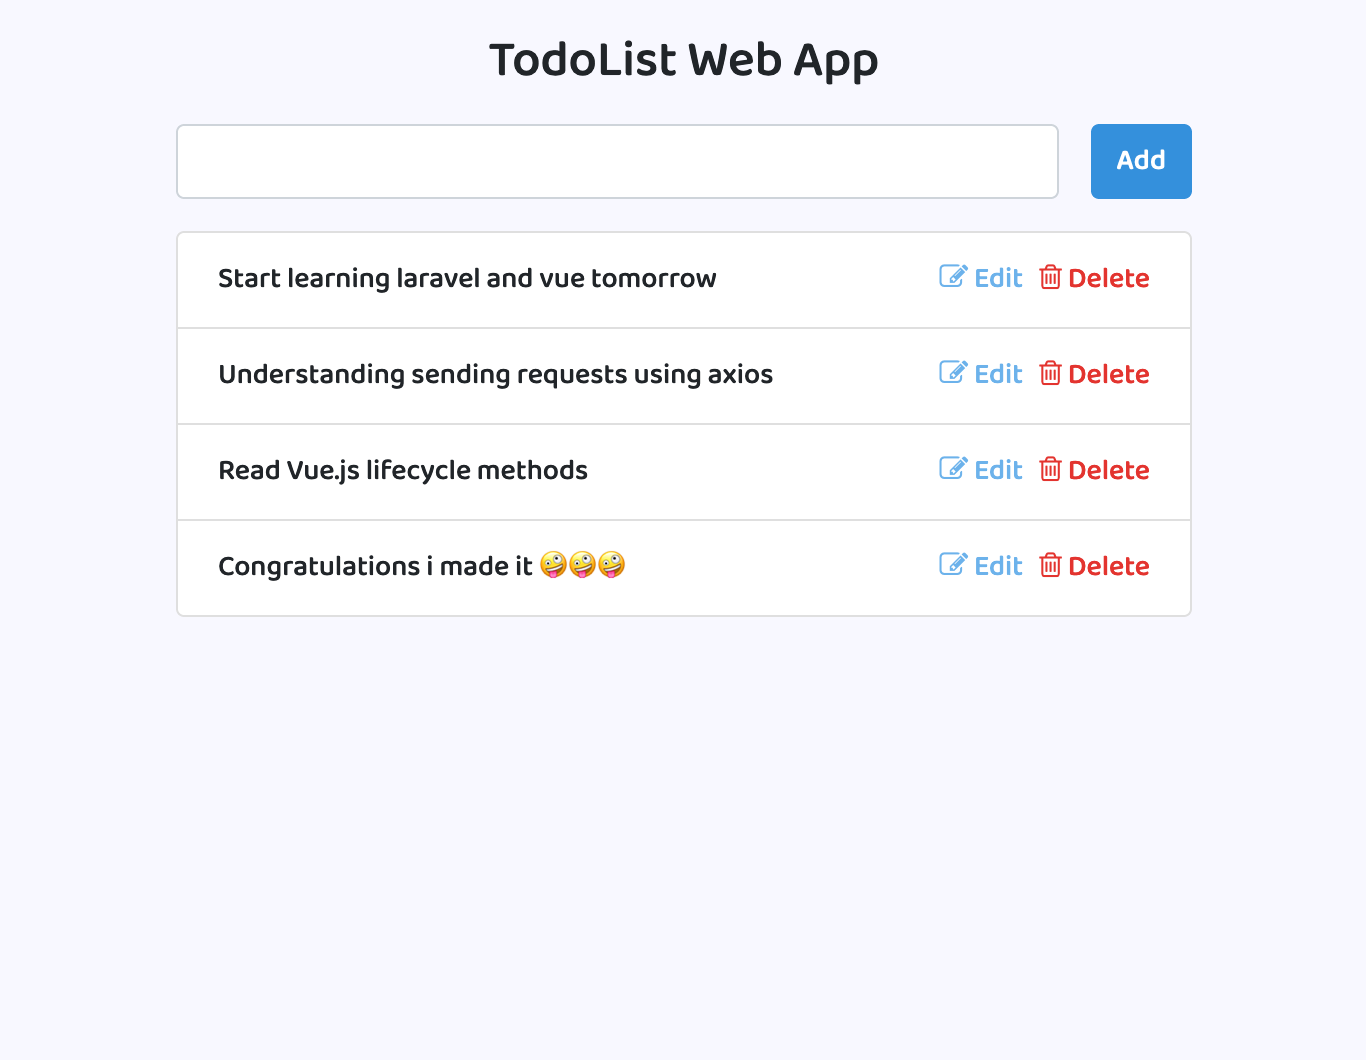 TodoList Web App
Add
Start learning laravel and vue tomorrow Edit Delete
Understanding sending requests using axios Edit Delete
Read Vue.js lifecycle methods Edit Delete
Congratulations i made it 🤪🤪🤪 Edit Delete